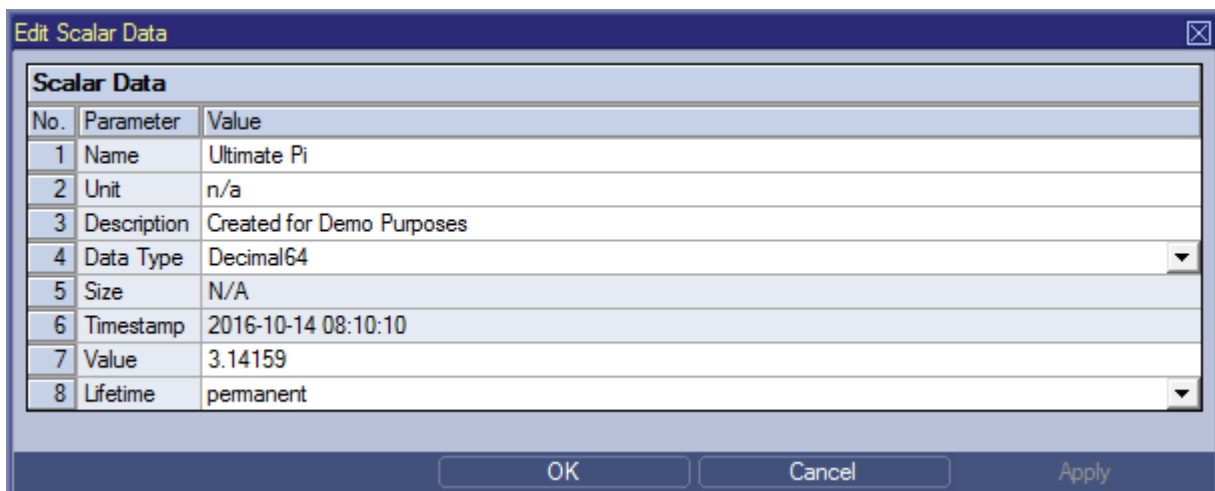 Edit Scalar Data
Scalar Data
No. Parameter Value
1 Name Ultimate Pi
2 Unit n/a
3 Description Created for Demo Purposes
4 Data Type Decimal64
5 Size N/A
6 Timestamp 2016-10-14 08:10:10
7 Value 3.14159
8 Lifetime permanent
OK Cancel Apply